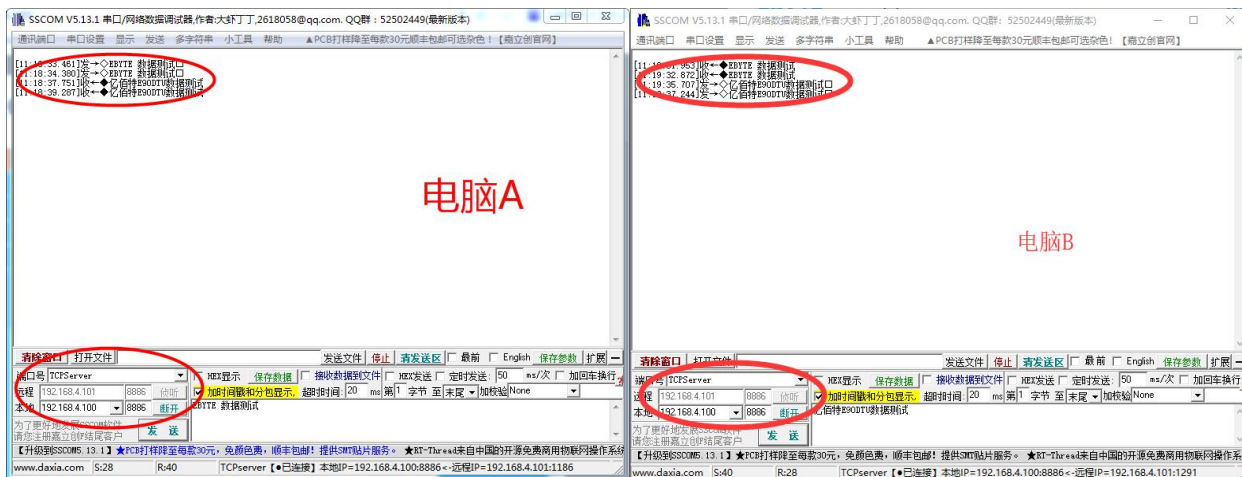 SSCOM V5.13.1 串口/网络数据调试器,作者:大虾丁丁,2618058@qq.com. QQ群: 52502449(最新版本)
通讯端口 串口设置 显示 发送 多字符串 小工具 帮助 ▲PCB打样降至每款30元顺丰包邮可选杂色!【嘉立创官网】
[11:18:33.461]发→◇EBYTE 数据测试□
[11:18:34.380]发→◇EBYTE 数据测试□
[11:18:37.751]收←◆亿佰特E90DTU数据测试
[11:18:39.287]收←◆亿佰特E90DTU数据测试
电脑A
清除窗口 打开文件 发送文件 停止 清发送区 最前 English 保存参数 扩展 —
端口号 TCPServer HEX显示 保存数据 接收数据到文件 HEX发送 定时发送: 50 ms/次 加回车换行
远程 192.168.4.101 8886 侦听 加时间戳和分包显示, 超时时间: 20 ms 第1 字节 至 末尾 加校验None
本地 192.168.4.100 8886 断开 EBYTE 数据测试
为了更好地发展SSCOM软件
请您注册嘉立创F结尾客户 发 送
【升级到SSCOM5.13.1】★PCB打样降至每款30元,免颜色费,顺丰包邮!提供SMT贴片服务。 ★RT-Thread来自中国的开源免费商用物联网操作系
www.daxia.com S:28 R:40 TCPServer【●已连接】本地IP=192.168.4.100:8886<-远程IP=192.168.4.101:1186
SSCOM V5.13.1 串口/网络数据调试器,作者:大虾丁丁,2618058@qq.com. QQ群: 52502449(最新版本)
通讯端口 串口设置 显示 发送 多字符串 小工具 帮助 ▲PCB打样降至每款30元顺丰包邮可选杂色!【嘉立创官网】
.953]收←◆EBYTE 数据测试
[11:19:32.872]收←◆EBYTE 数据测试
[11:19:35.707]发→◇亿佰特E90DTU数据测试□
37.244]发→◇亿佰特E90DTU数据测试□
电脑B
清除窗口 打开文件 发送文件 停止 清发送区 最前 English 保存参数 扩展 —
端口号 TCPServer HEX显示 保存数据 接收数据到文件 HEX发送 定时发送: 50 ms/次 加回车换行
远程 192.168.4.101 8886 侦听 加时间戳和分包显示, 超时时间: 20 ms 第1 字节 至 末尾 加校验None
本地 192.168.4.100 8886 断开 亿佰特E90DTU数据测试
为了更好地发展SSCOM软件
请您注册嘉立创F结尾客户 发 送
【升级到SSCOM5.13.1】★PCB打样降至每款30元,免颜色费,顺丰包邮!提供SMT贴片服务。 ★RT-Thread来自中国的开源免费商用物联网操作系
www.daxia.com S:40 R:28 TCPServer【●已连接】本地IP=192.168.4.100:8886<-远程IP=192.168.4.101:1291